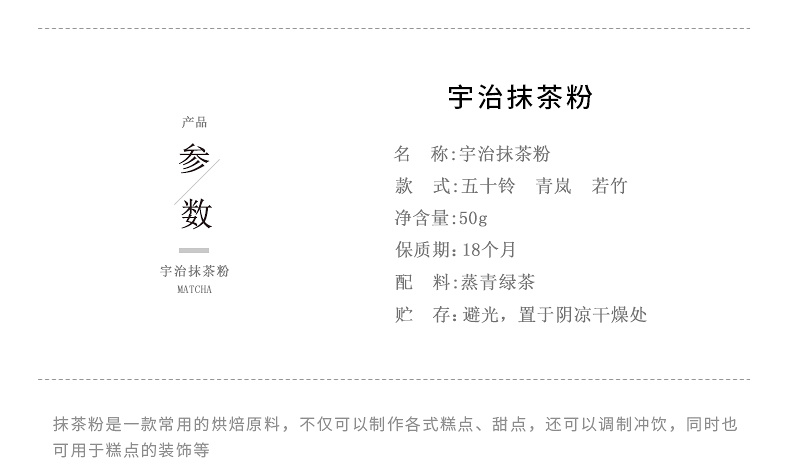 产品
参
数
宇治抹茶粉
MATCHA
宇治抹茶粉
名　称:宇治抹茶粉
款　式:五十铃　青岚　若竹
净含量:50g
保质期:18个月
配　料:蒸青绿茶
贮　存:避光，置于阴凉干燥处
抹茶粉是一款常用的烘焙原料，不仅可以制作各式糕点、甜点，还可以调制冲饮，同时也
可用于糕点的装饰等